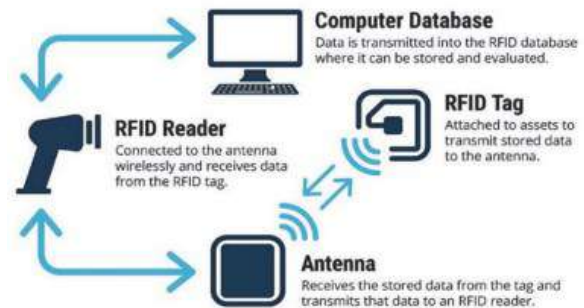 Computer Database
Data is transmitted into the RFID database
where it can be stored and evaluated.
RFID Tag
Attached to assets to
transmit stored data
to the antenna.
RFID Reader
Connected to the antenna
wirelessly and receives data
from the RFID tag.
Antenna
Receives the stored data from the tag and
transmits that data to an RFID reader.